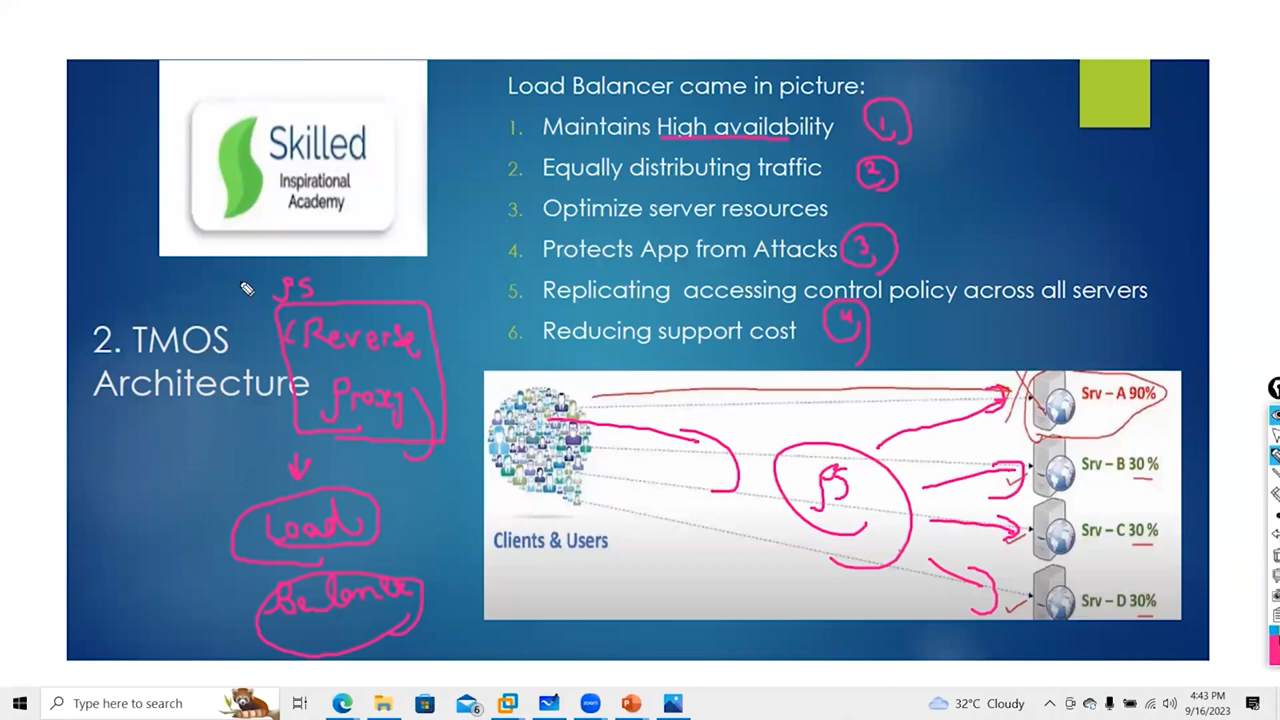 Skilled
Inspirational
Academy
2. TMOS
Architecture
Load Balancer came in picture:
1. Maintains High availability
2. Equally distributing traffic
3. Optimize server resources
4. Protects App from Attacks
5. Replicating accessing control policy across all servers
6. Reducing support cost
1
2
3
4
(Reverse
Proxy)
Load
Balance
Clients & Users
Srv – A 90%
Srv – B 30 %
Srv – C 30 %
Srv – D 30%
Type here to search
6
32°C Cloudy
4:43 PM
9/16/2023